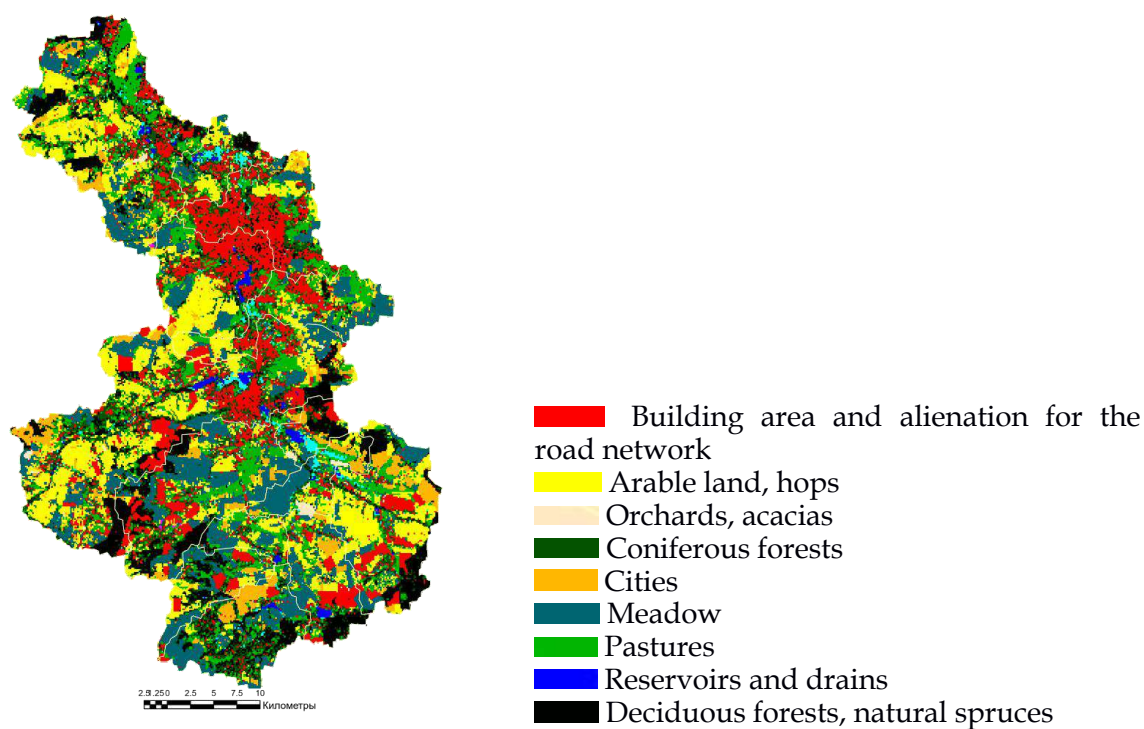 Building area and alienation for the
road network
Arable land, hops
Orchards, acacias
Coniferous forests
Cities
Meadow
Pastures
Reservoirs and drains
Deciduous forests, natural spruces
2.51.250 2.5 5 7.5 10
Километры